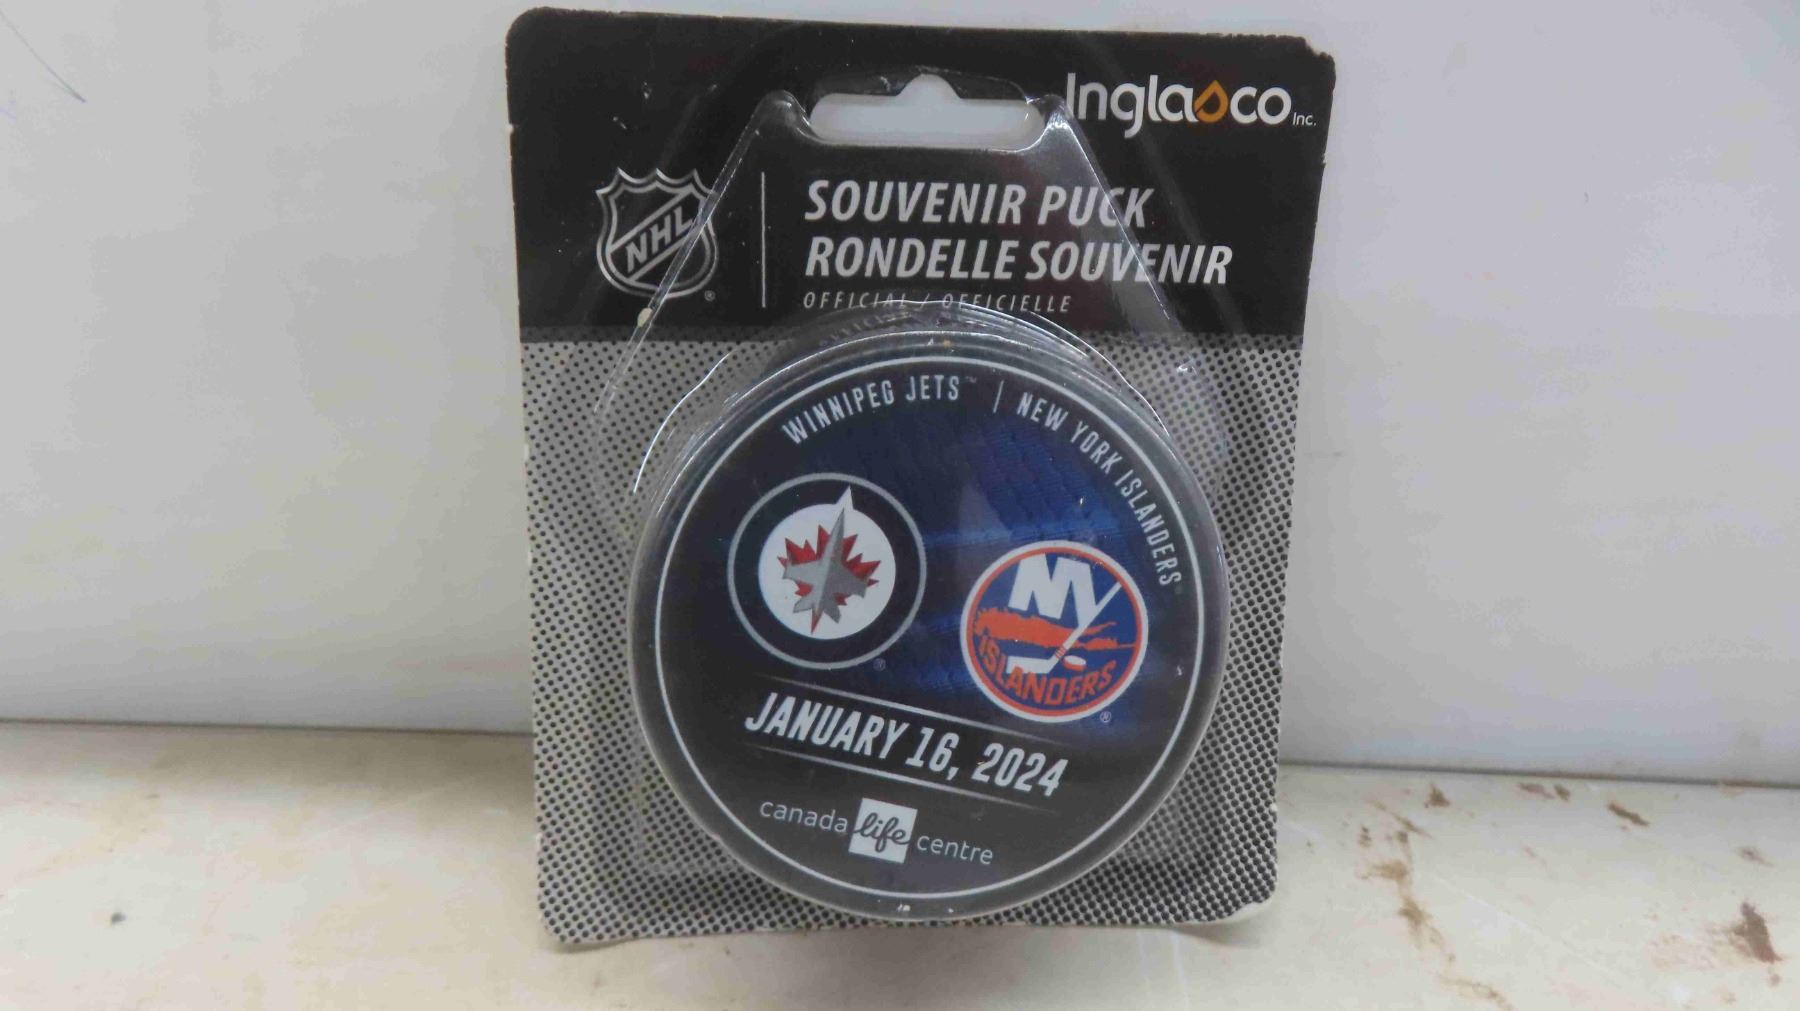 Inglasco Inc.
NHL ®
SOUVENIR PUCK
RONDELLE SOUVENIR
OFFICIAL / OFFICIELLE
WINNIPEG JETS™ | NEW YORK ISLANDERS®
®
NY
ISLANDERS
®
JANUARY 16, 2024
canada life centre